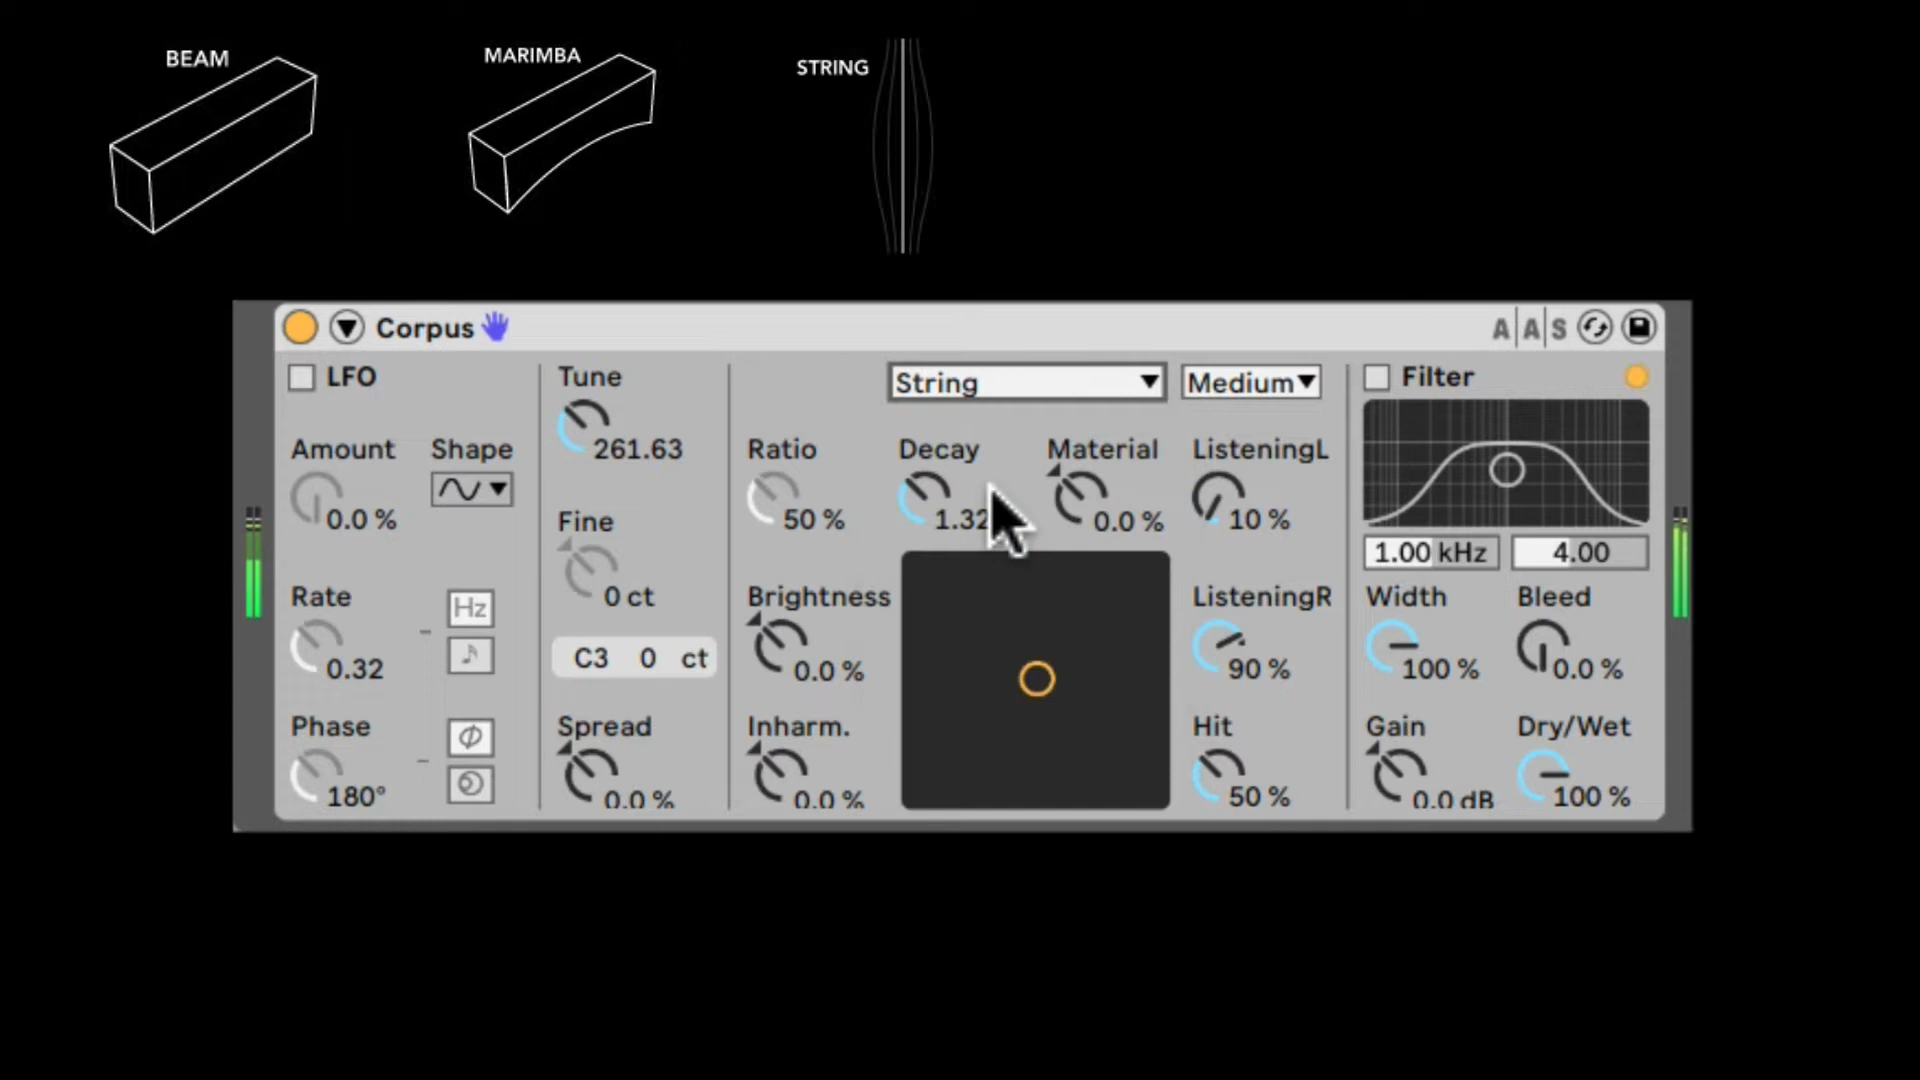 BEAM
MARIMBA
STRING
Corpus
A A S
LFO
Tune
String
Medium
Filter
261.63
Amount
Shape
Ratio
Decay
Material
ListeningL
0.0 %
50 %
1.32
0.0 %
10 %
Fine
0 ct
1.00 kHz
4.00
Rate
Hz
Brightness
ListeningR
Width
Bleed
0.32
C3 0 ct
0.0 %
90 %
100 %
0.0 %
Phase
Spread
Inharm.
Hit
Gain
Dry/Wet
180°
0.0 %
0.0 %
50 %
0.0 dB
100 %